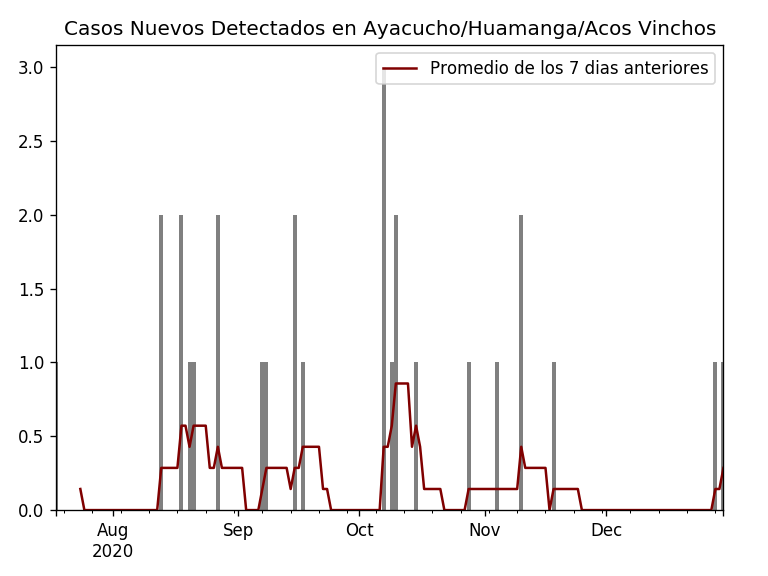 Casos Nuevos Detectados en Ayacucho/Huamanga/Acos Vinchos
Promedio de los 7 dias anteriores
3.0
2.5
2.0
1.5
1.0
0.5
0.0
Aug Sep Oct Nov Dec
2020